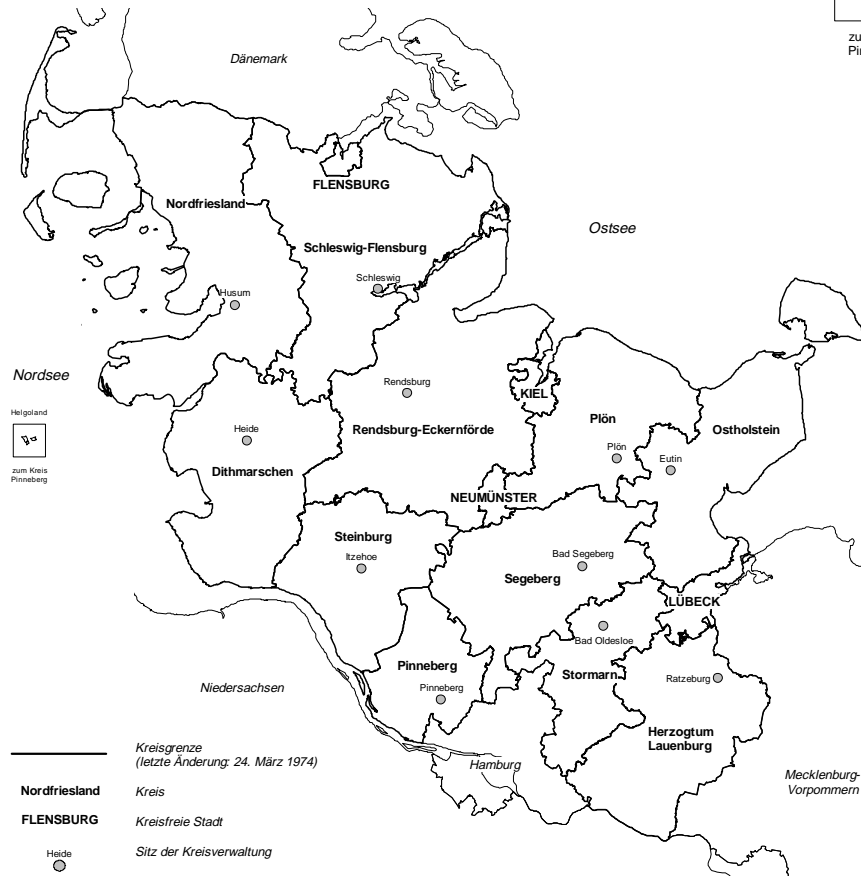 zu
Pin
Dänemark
FLENSBURG
Nordfriesland
Ostsee
Schleswig-Flensburg
Schleswig
Husum
Nordsee
Rendsburg
KIEL
Helgoland
Plön
Heide
Rendsburg-Eckernförde
Ostholstein
Plön
Eutin
Dithmarschen
zum Kreis
Pinneberg
NEUMÜNSTER
Steinburg
Itzehoe
Bad Segeberg
Segeberg
LÜBECK
Bad Oldesloe
Pinneberg
Stormarn
Ratzeburg
Niedersachsen
Pinneberg
Herzogtum
Lauenburg
Kreisgrenze
(letzte Änderung: 24. März 1974)
Hamburg
Mecklenburg-
Vorpommern
Nordfriesland Kreis
FLENSBURG Kreisfreie Stadt
Heide Sitz der Kreisverwaltung